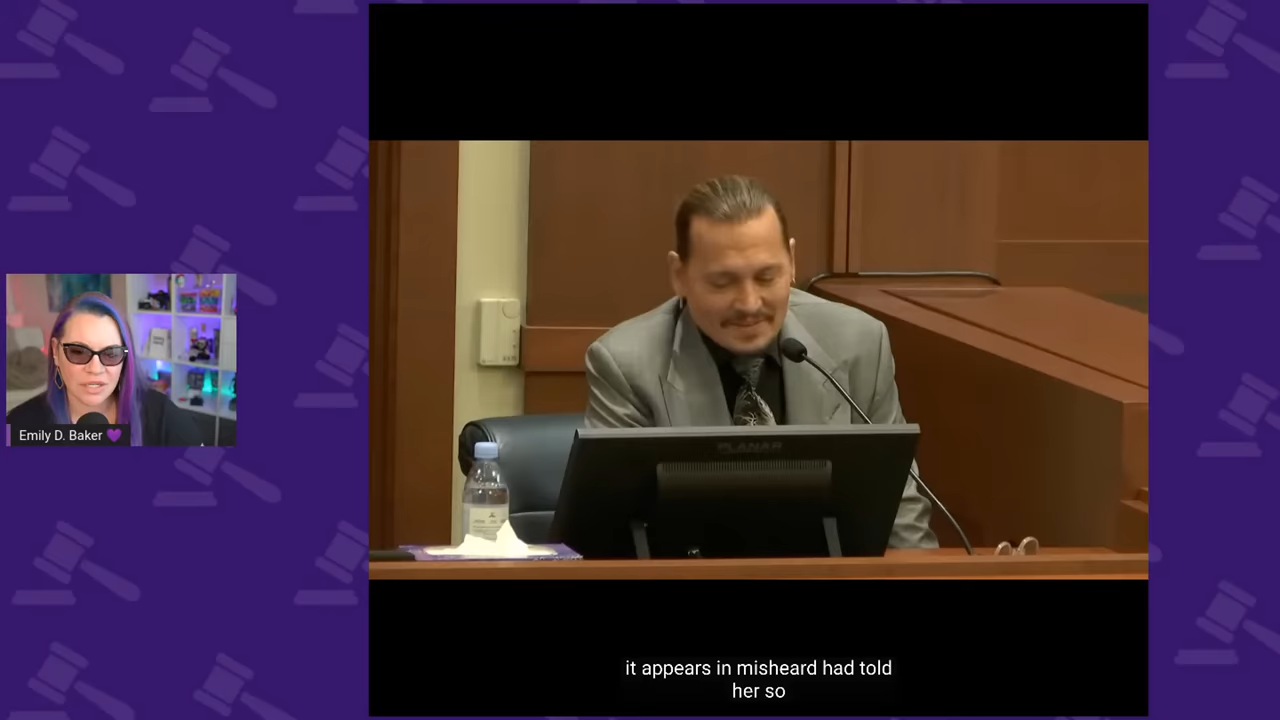 Emily D. Baker 💜
PLANAR
it appears in misheard had told
her so